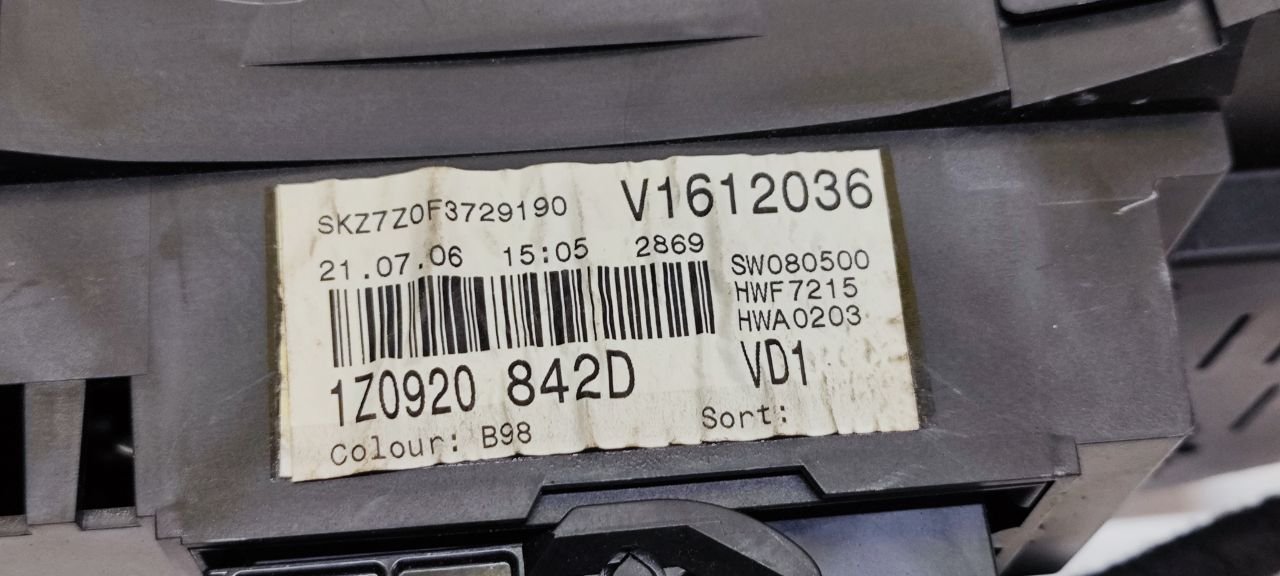 SKZ7Z0F3729190 V1612036
21.07.06 15:05 2869
SW080500
HWF7215
HWA0203
1Z0920 842D VD1
Colour: B98 Sort: